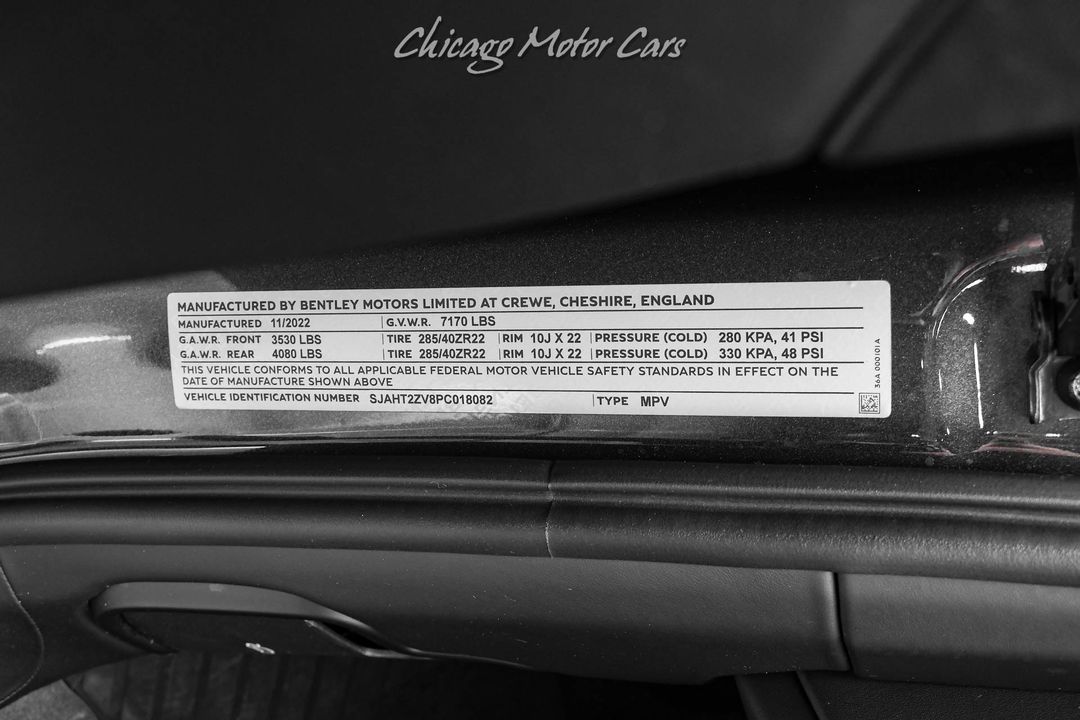 Chicago Motor Cars
MANUFACTURED BY BENTLEY MOTORS LIMITED AT CREWE, CHESHIRE, ENGLAND
MANUFACTURED 11/2022 G.V.W.R. 7170 LBS
G.A.W.R. FRONT 3530 LBS TIRE 285/40ZR22 RIM 10J X 22 PRESSURE (COLD) 280 KPA, 41 PSI
G.A.W.R. REAR 4080 LBS TIRE 285/40ZR22 RIM 10J X 22 PRESSURE (COLD) 330 KPA, 48 PSI
THIS VEHICLE CONFORMS TO ALL APPLICABLE FEDERAL MOTOR VEHICLE SAFETY STANDARDS IN EFFECT ON THE
DATE OF MANUFACTURE SHOWN ABOVE
VEHICLE IDENTIFICATION NUMBER SJAHT2ZV8PC018082 TYPE MPV
36A 000101 A